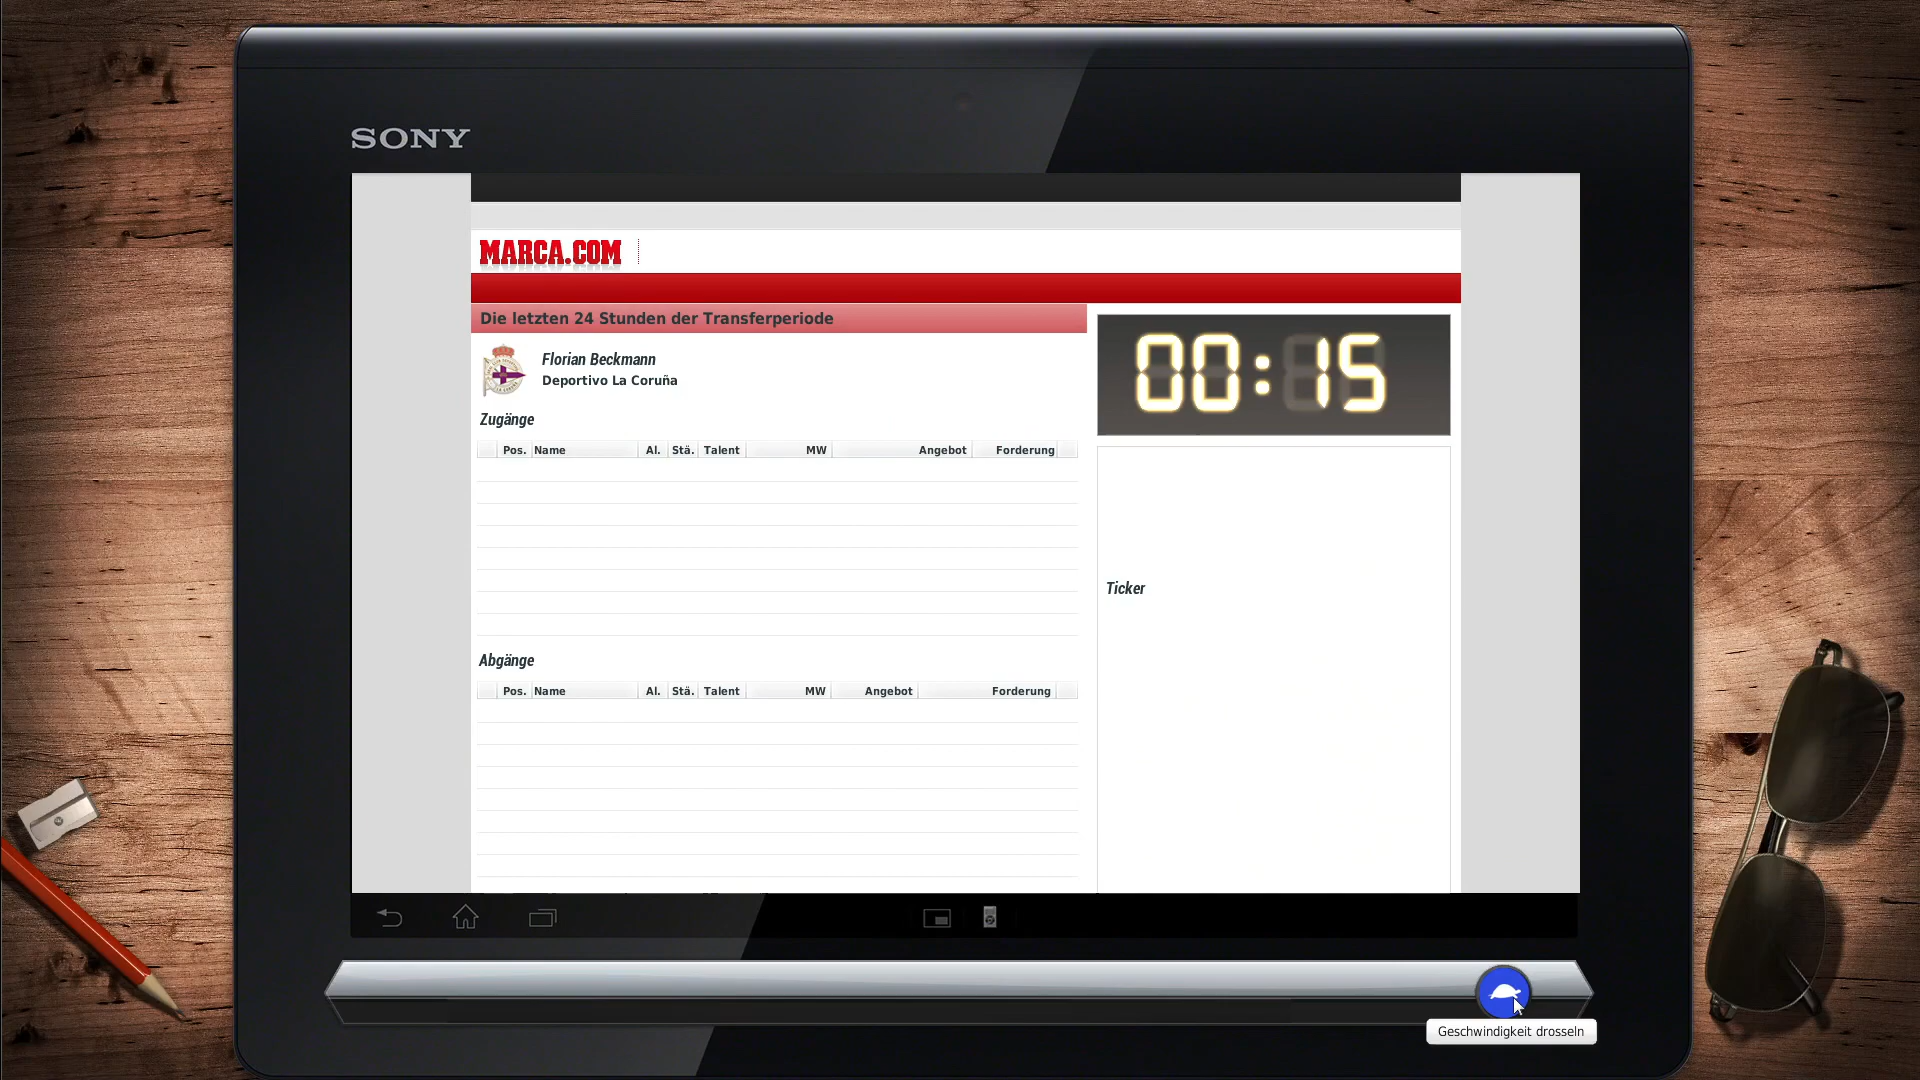 SONY
MARCA.COM
Die letzten 24 Stunden der Transferperiode
Florian Beckmann
Deportivo La Coruña
00:15
Zugänge
Pos. Name Al. Stä. Talent MW Angebot Forderung
Ticker
Abgänge
Pos. Name Al. Stä. Talent MW Angebot Forderung
Geschwindigkeit drosseln